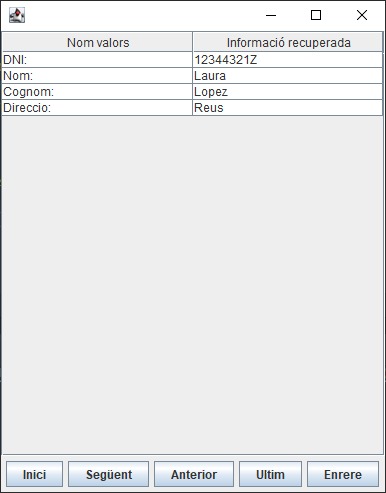 Nom valors Informació recuperada
DNI: 12344321Z
Nom: Laura
Cognom: Lopez
Direccio: Reus
Inici Següent Anterior Ultim Enrere